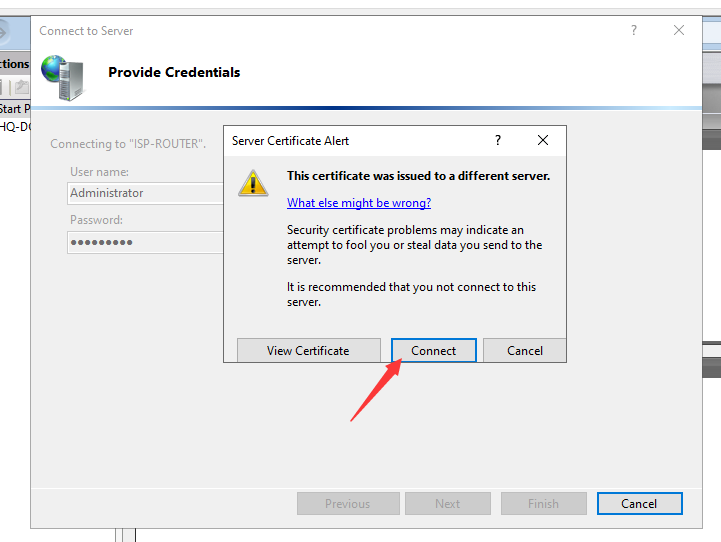 Connect to Server
?
ctions
Provide Credentials
Start P
HQ-DC
Connecting to "ISP-ROUTER".
User name:
Administrator
Password:
●●●●●●●●●
Server Certificate Alert
?
This certificate was issued to a different server.
What else might be wrong?
Security certificate problems may indicate an
attempt to fool you or steal data you send to the
server.
It is recommended that you not connect to this
server.
View Certificate
Connect
Cancel
Previous
Next
Finish
Cancel